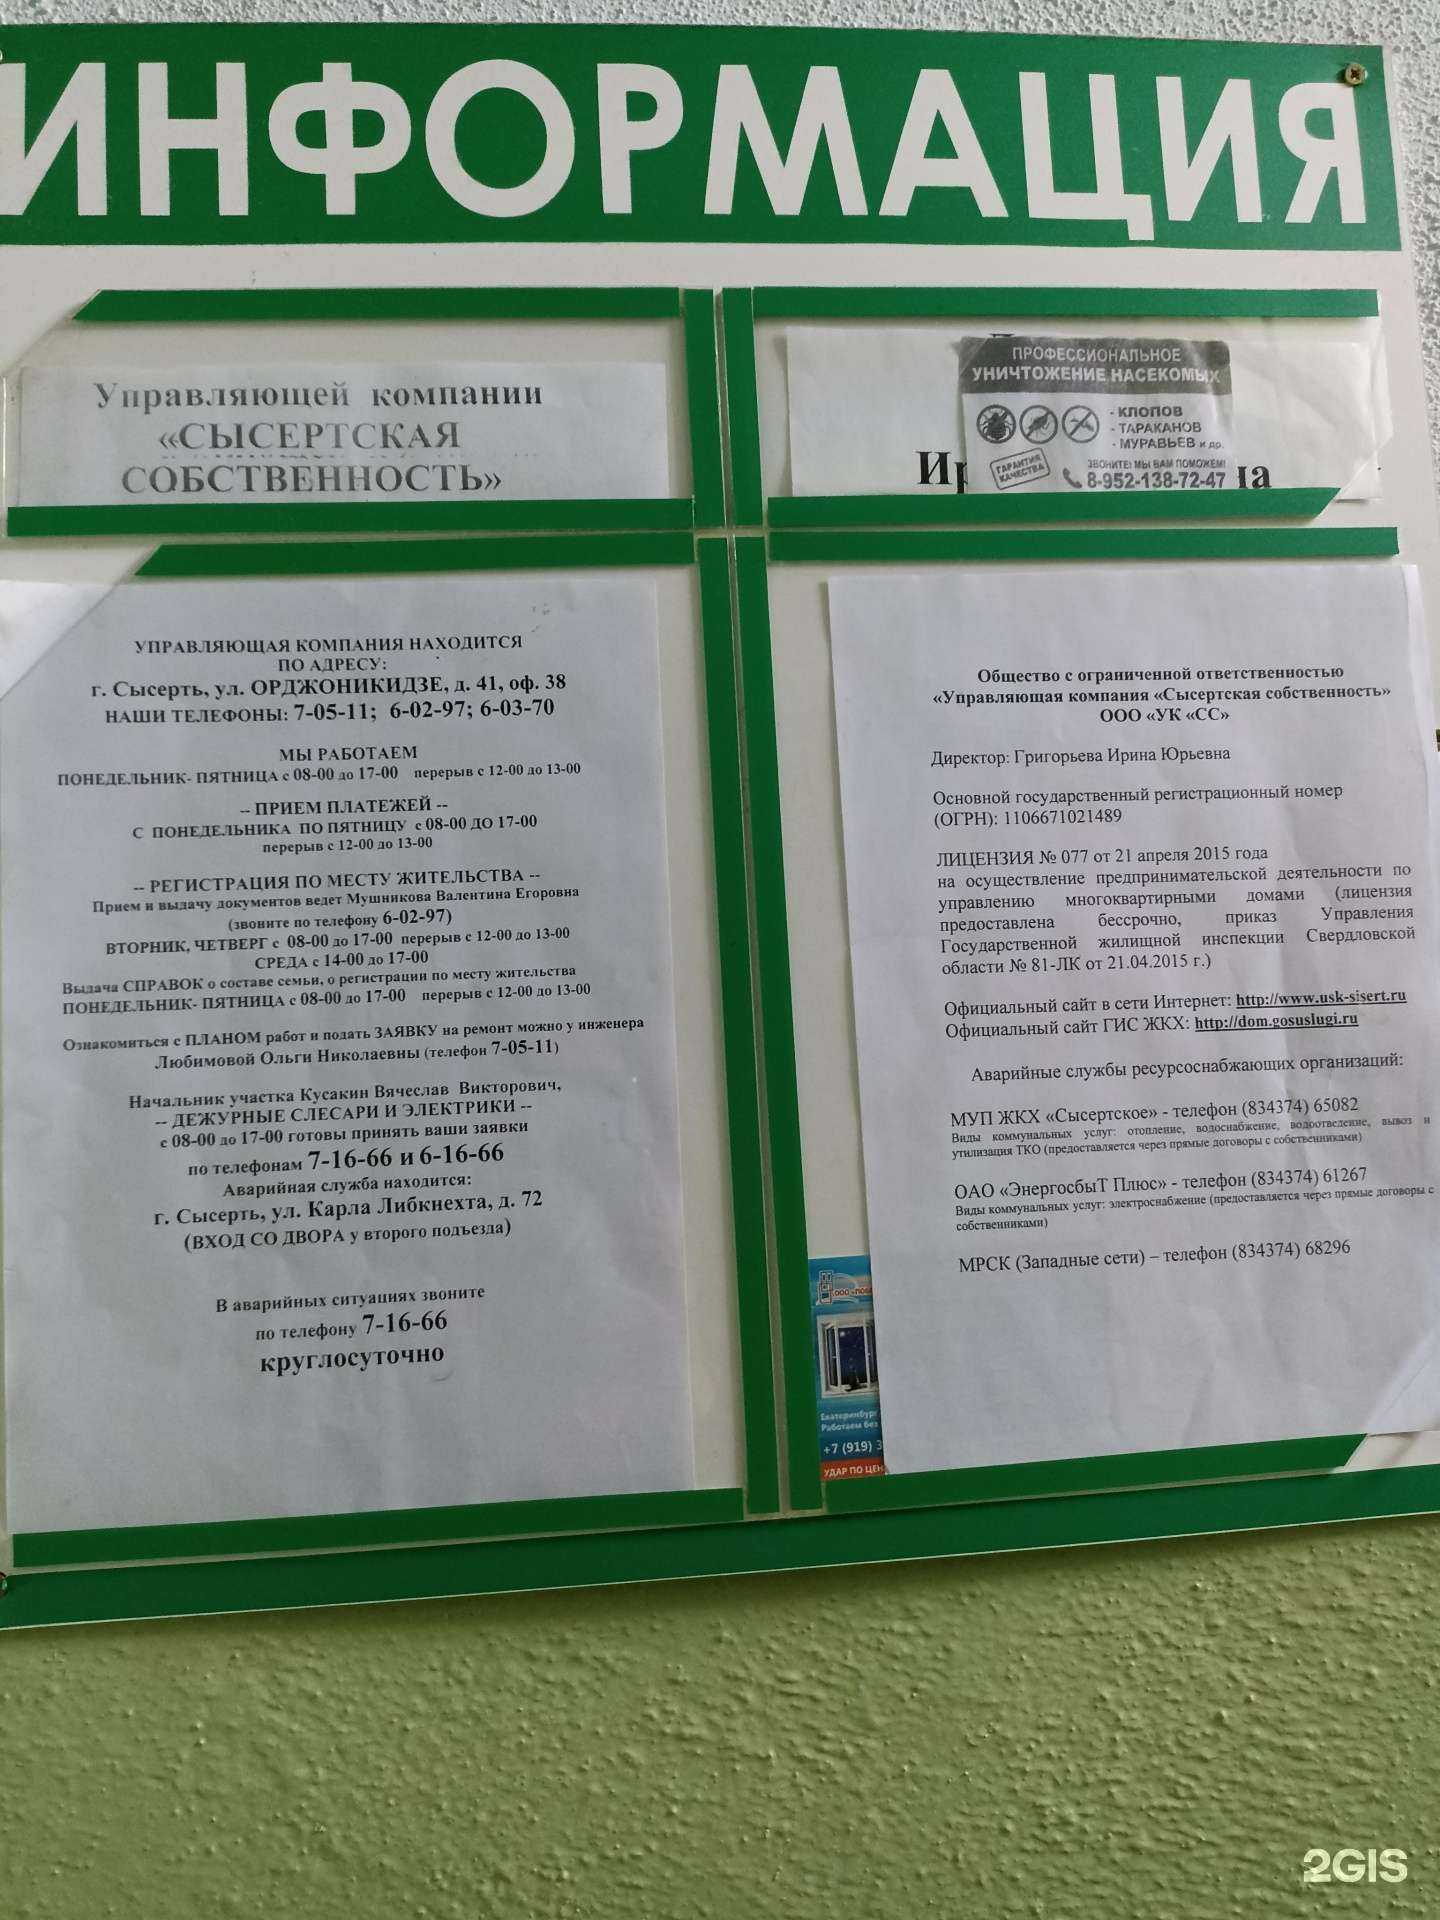 ИНФОРМАЦИЯ
Управляющей компании
«СЫСЕРТСКАЯ
СОБСТВЕННОСТЬ»
ПРОФЕССИОНАЛЬНОЕ
УНИЧТОЖЕНИЕ НАСЕКОМЫХ
- КЛОПОВ
- ТАРАКАНОВ
- МУРАВЬЕВ и др.
ГАРАНТИЯ
КАЧЕСТВА
ЗВОНИТЕ! МЫ ВАМ ПОМОЖЕМ!
8-952-138-72-47
УПРАВЛЯЮЩАЯ КОМПАНИЯ НАХОДИТСЯ
ПО АДРЕСУ:
г. Сысерть, ул. ОРДЖОНИКИДЗЕ, д. 41, оф. 38
НАШИ ТЕЛЕФОНЫ: 7-05-11; 6-02-97; 6-03-70
МЫ РАБОТАЕМ
ПОНЕДЕЛЬНИК- ПЯТНИЦА с 08-00 до 17-00 перерыв с 12-00 до 13-00
-- ПРИЕМ ПЛАТЕЖЕЙ --
С ПОНЕДЕЛЬНИКА ПО ПЯТНИЦУ с 08-00 ДО 17-00
перерыв с 12-00 до 13-00
-- РЕГИСТРАЦИЯ ПО МЕСТУ ЖИТЕЛЬСТВА --
Прием и выдачу документов ведет Мушникова Валентина Егоровна
(звоните по телефону 6-02-97)
ВТОРНИК, ЧЕТВЕРГ с 08-00 до 17-00 перерыв с 12-00 до 13-00
СРЕДА с 14-00 до 17-00
Выдача СПРАВОК о составе семьи, о регистрации по месту жительства
ПОНЕДЕЛЬНИК- ПЯТНИЦА с 08-00 до 17-00 перерыв с 12-00 до 13-00
Ознакомиться с ПЛАНОМ работ и подать ЗАЯВКУ на ремонт можно у инженера
Любимовой Ольги Николаевны (телефон 7-05-11)
Начальник участка Кусакин Вячеслав Викторович,
-- ДЕЖУРНЫЕ СЛЕСАРИ И ЭЛЕКТРИКИ --
с 08-00 до 17-00 готовы принять ваши заявки
по телефонам 7-16-66 и 6-16-66
Аварийная служба находится:
г. Сысерть, ул. Карла Либкнехта, д. 72
(ВХОД СО ДВОРА у второго подъезда)
В аварийных ситуациях звоните
по телефону 7-16-66
круглосуточно
Общество с ограниченной ответственностью
«Управляющая компания «Сысертская собственность»
ООО «УК «СС»
Директор: Григорьева Ирина Юрьевна
Основной государственный регистрационный номер
(ОГРН): 1106671021489
ЛИЦЕНЗИЯ № 077 от 21 апреля 2015 года
на осуществление предпринимательской деятельности по
управлению многоквартирными домами (лицензия
предоставлена бессрочно, приказ Управления
Государственной жилищной инспекции Свердловской
области № 81-ЛК от 21.04.2015 г.)
Официальный сайт в сети Интернет: http://www.usk-sisert.ru
Официальный сайт ГИС ЖКХ: http://dom.gosuslugi.ru
Аварийные службы ресурсоснабжающих организаций:
МУП ЖКХ «Сысертское» - телефон (834374) 65082
Виды коммунальных услуг: отопление, водоснабжение, водоотведение, вывоз и
утилизация ТКО (предоставляется через прямые договоры с собственниками)
ОАО «ЭнергосбыТ Плюс» - телефон (834374) 61267
Виды коммунальных услуг: электроснабжение (предоставляется через прямые договоры с
собственниками)
МРСК (Западные сети) – телефон (834374) 68296
Екатеринбург
Работаем без
+7 (919) 3
УДАР ПО ЦЕН
2GIS